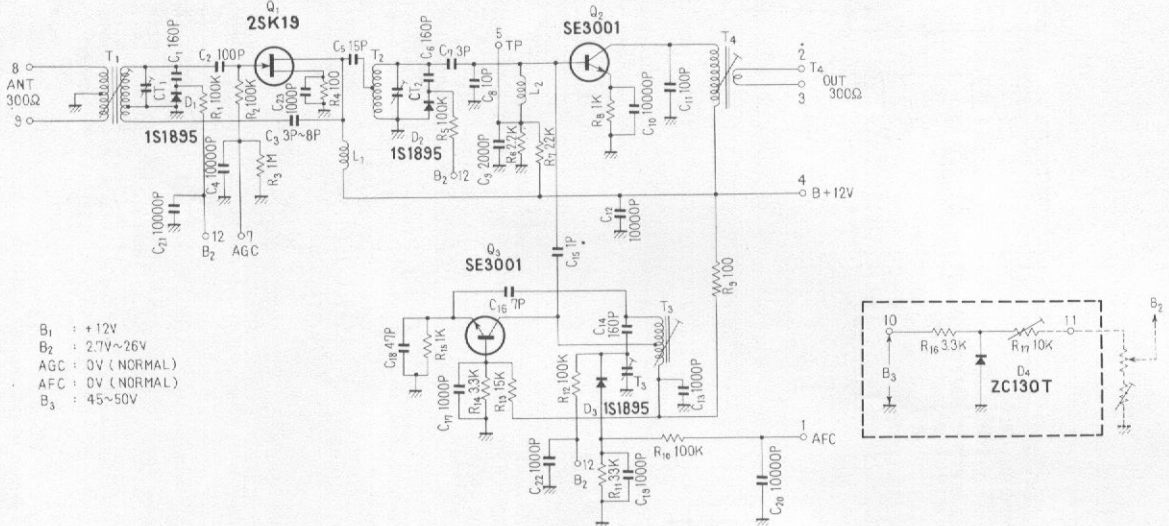 Q1
2SK19
Q2
SE3001
8
ANT
300Ω
9
T1
CT1
C1 160P
D1
1S1895
R1 100K
C2 100P
R2 100K
C3 3P~8P
C4 10000P
R3 1M
C21 10000P
12
B2
7
AGC
C23 1000P
R4 100
L1
C5 15P
T2
CT2
C6 160P
D2
1S1895
R5 100K
B2 12
C7 3P
C8 10P
5
TP
L2
C9 2000P
R6 2.2K
R7 22K
R8 1K
C10 10000P
C11 100P
T4
2
T4
OUT
300Ω
3
4
B+12V
C12 10000P
C15 1P
R9 100
Q3
SE3001
C16 7P
C18 47P
R15 1K
C17 1000P
R14 3.3K
R13 15K
C14 160P
T3
T3
R12 100K
D3
1S1895
C13 1000P
C22 1000P
12
B2
R11 33K
C19 1000P
R10 100K
C20 10000P
1
AFC
B1 : +12V
B2 : 2.7V~26V
AGC : 0V (NORMAL)
AFC : 0V (NORMAL)
B3 : 45~50V
10
R16 3.3K
R17 10K
11
B2
B3
D4
ZC130T